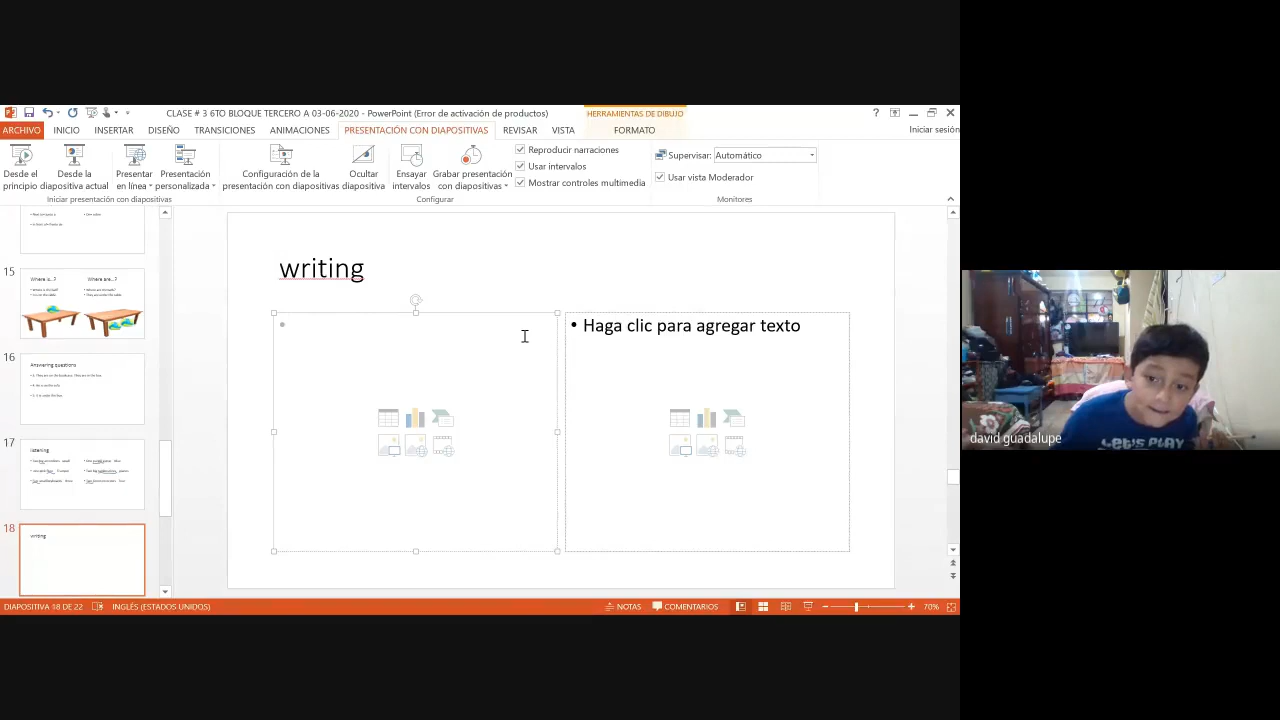 CLASE # 3 6TO BLOQUE TERCERO A 03-06-2020 - PowerPoint (Error de activación de productos)
HERRAMIENTAS DE DIBUJO
ARCHIVO INICIO INSERTAR DISEÑO TRANSICIONES ANIMACIONES PRESENTACIÓN CON DIAPOSITIVAS REVISAR VISTA FORMATO Iniciar sesión
Desde el principio
Desde la diapositiva actual
Presentar en línea
Presentación personalizada
Iniciar presentación con diapositivas
Configuración de la presentación con diapositivas
Ocultar diapositiva
Ensayar intervalos
Grabar presentación con diapositivas
Reproducir narraciones
Usar intervalos
Mostrar controles multimedia
Configurar
Supervisar: Automático
Usar vista Moderador
Monitores
15
Where is...? Where are...?
16
Answering questions
17
listening
18
writing
writing
Haga clic para agregar texto
david guadalupe
LET'S PLAY
DIAPOSITIVA 18 DE 22 INGLÉS (ESTADOS UNIDOS) NOTAS COMENTARIOS 70%